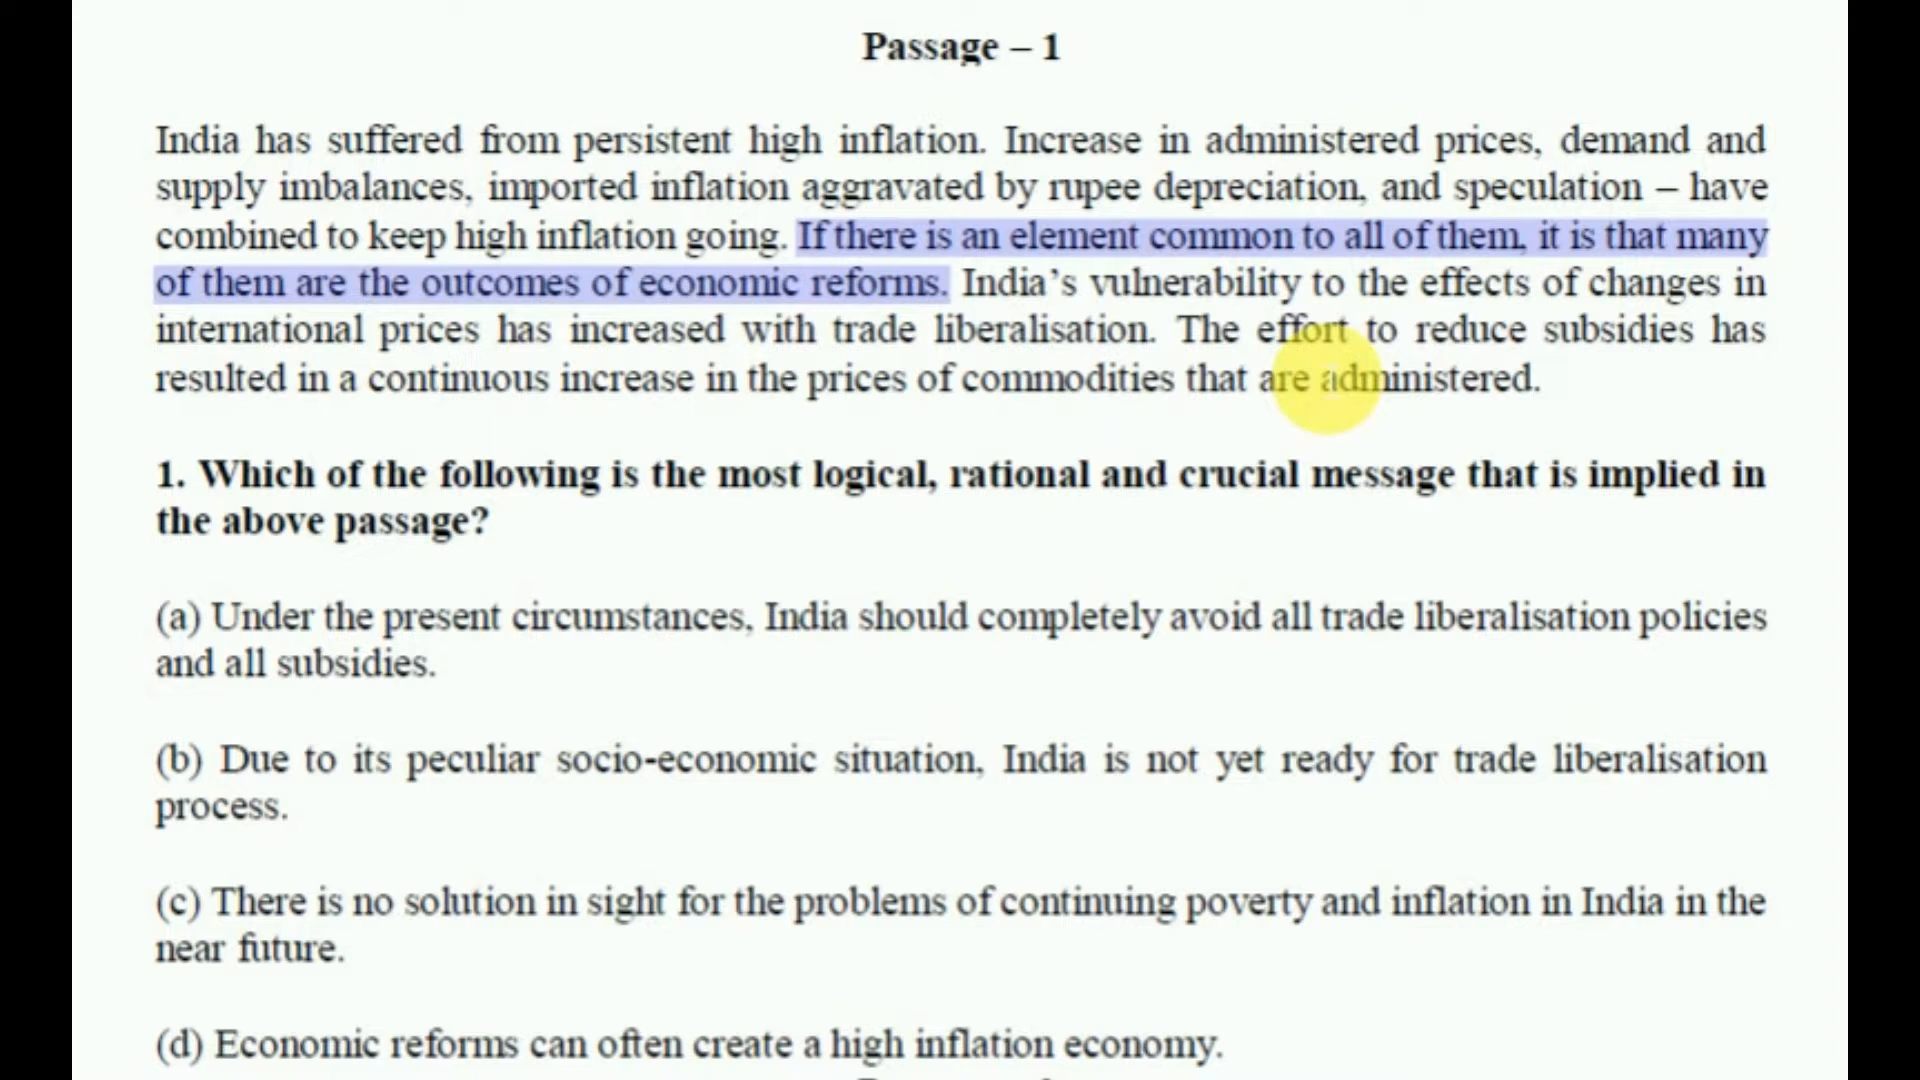 Passage – 1
India has suffered from persistent high inflation. Increase in administered prices, demand and
supply imbalances, imported inflation aggravated by rupee depreciation, and speculation – have
combined to keep high inflation going. If there is an element common to all of them, it is that many
of them are the outcomes of economic reforms. India's vulnerability to the effects of changes in
international prices has increased with trade liberalisation. The effort to reduce subsidies has
resulted in a continuous increase in the prices of commodities that are administered.
1. Which of the following is the most logical, rational and crucial message that is implied in
the above passage?
(a) Under the present circumstances, India should completely avoid all trade liberalisation policies
and all subsidies.
(b) Due to its peculiar socio-economic situation, India is not yet ready for trade liberalisation
process.
(c) There is no solution in sight for the problems of continuing poverty and inflation in India in the
near future.
(d) Economic reforms can often create a high inflation economy.